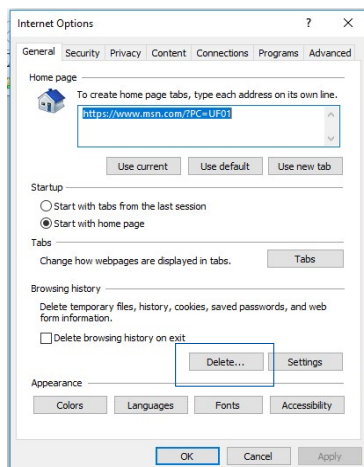 Internet Options ? X
General Security Privacy Content Connections Programs Advanced
Home page
To create home page tabs, type each address on its own line.
https://www.msn.com/?PC=UF01
Use current Use default Use new tab
Startup
Start with tabs from the last session
Start with home page
Tabs
Change how webpages are displayed in tabs. Tabs
Browsing history
Delete temporary files, history, cookies, saved passwords, and web
form information.
Delete browsing history on exit
Delete... Settings
Appearance
Colors Languages Fonts Accessibility
OK Cancel Apply